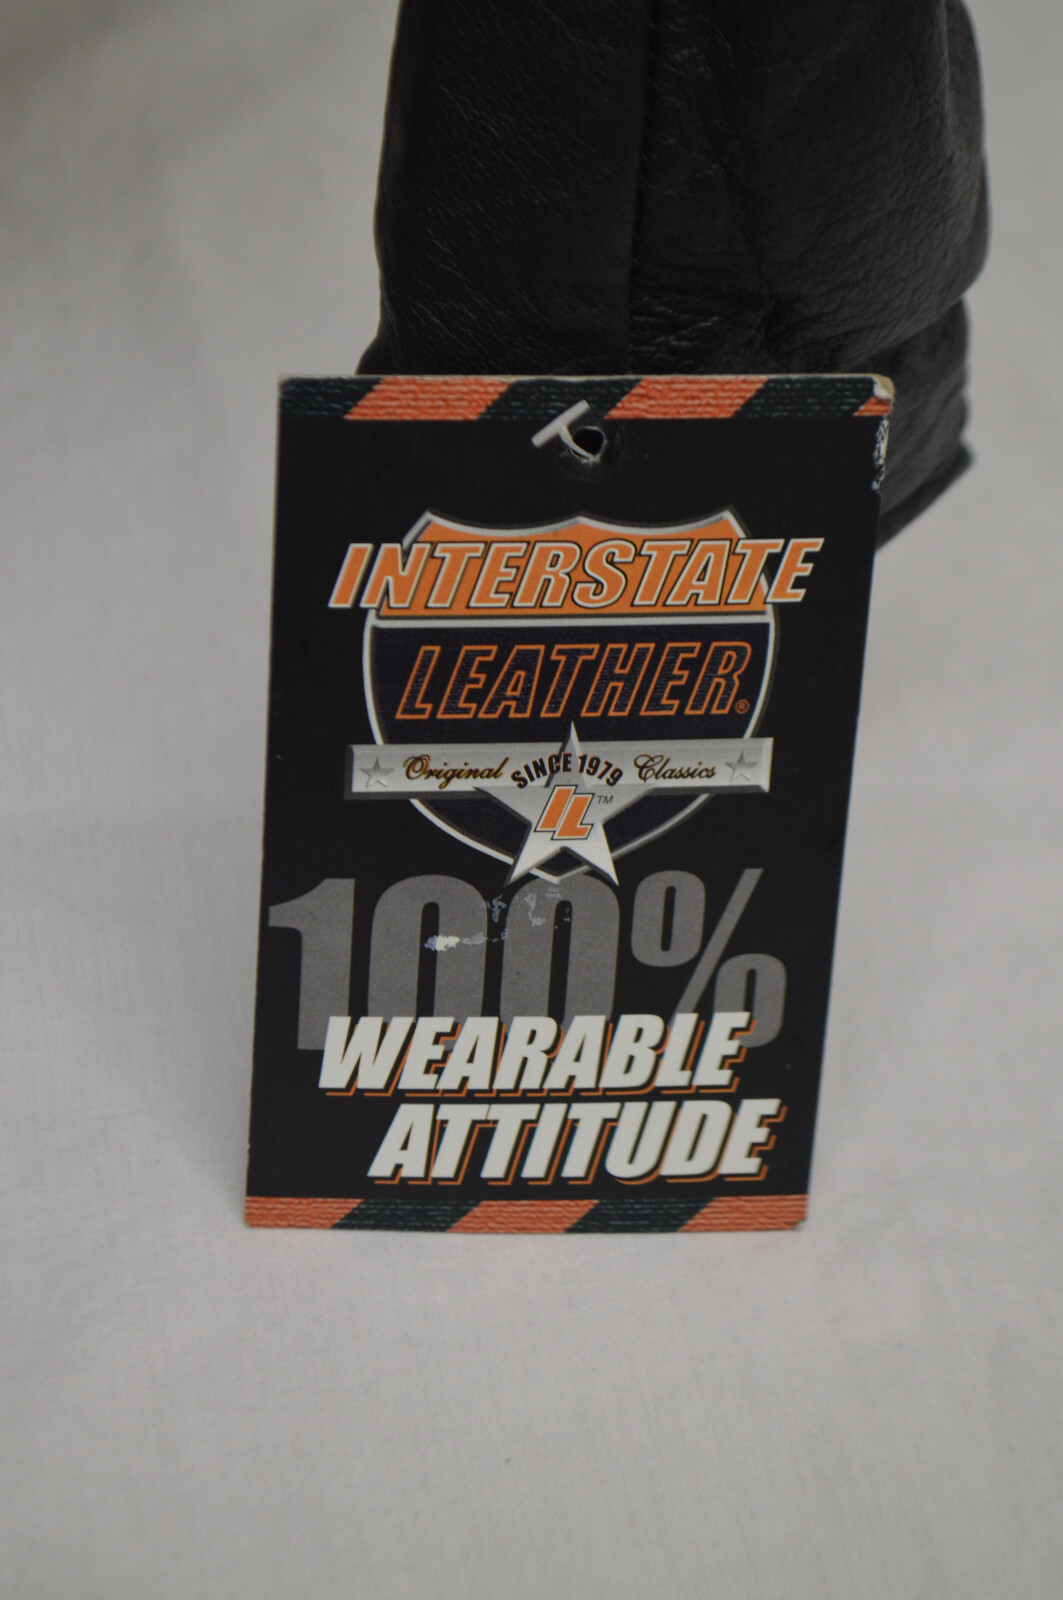 INTERSTATE
LEATHER®
Original SINCE 1979 Classics
IL™
100%
WEARABLE
ATTITUDE